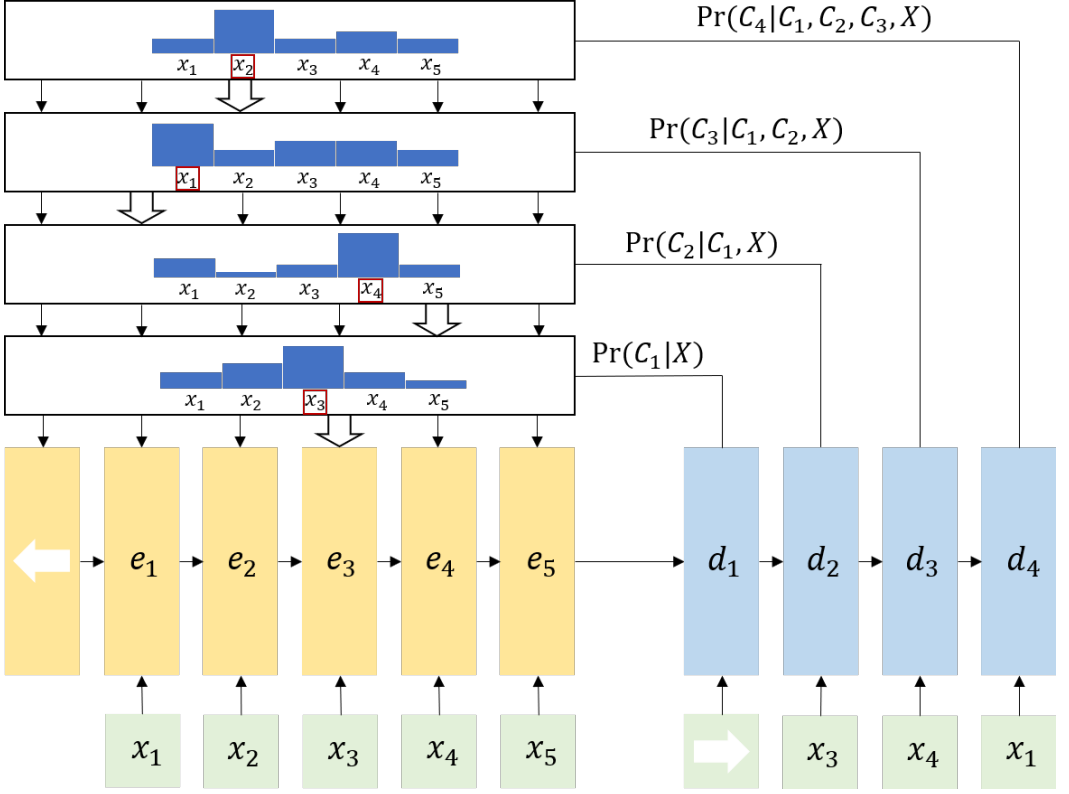 Pr(C₄|C₁, C₂, C₃, X)
x₁ x₂ x₃ x₄ x₅
Pr(C₃|C₁, C₂, X)
x₁ x₂ x₃ x₄ x₅
Pr(C₂|C₁, X)
x₁ x₂ x₃ x₄ x₅
Pr(C₁|X)
x₁ x₂ x₃ x₄ x₅
e₁ e₂ e₃ e₄ e₅ d₁ d₂ d₃ d₄
x₁ x₂ x₃ x₄ x₅ x₃ x₄ x₁